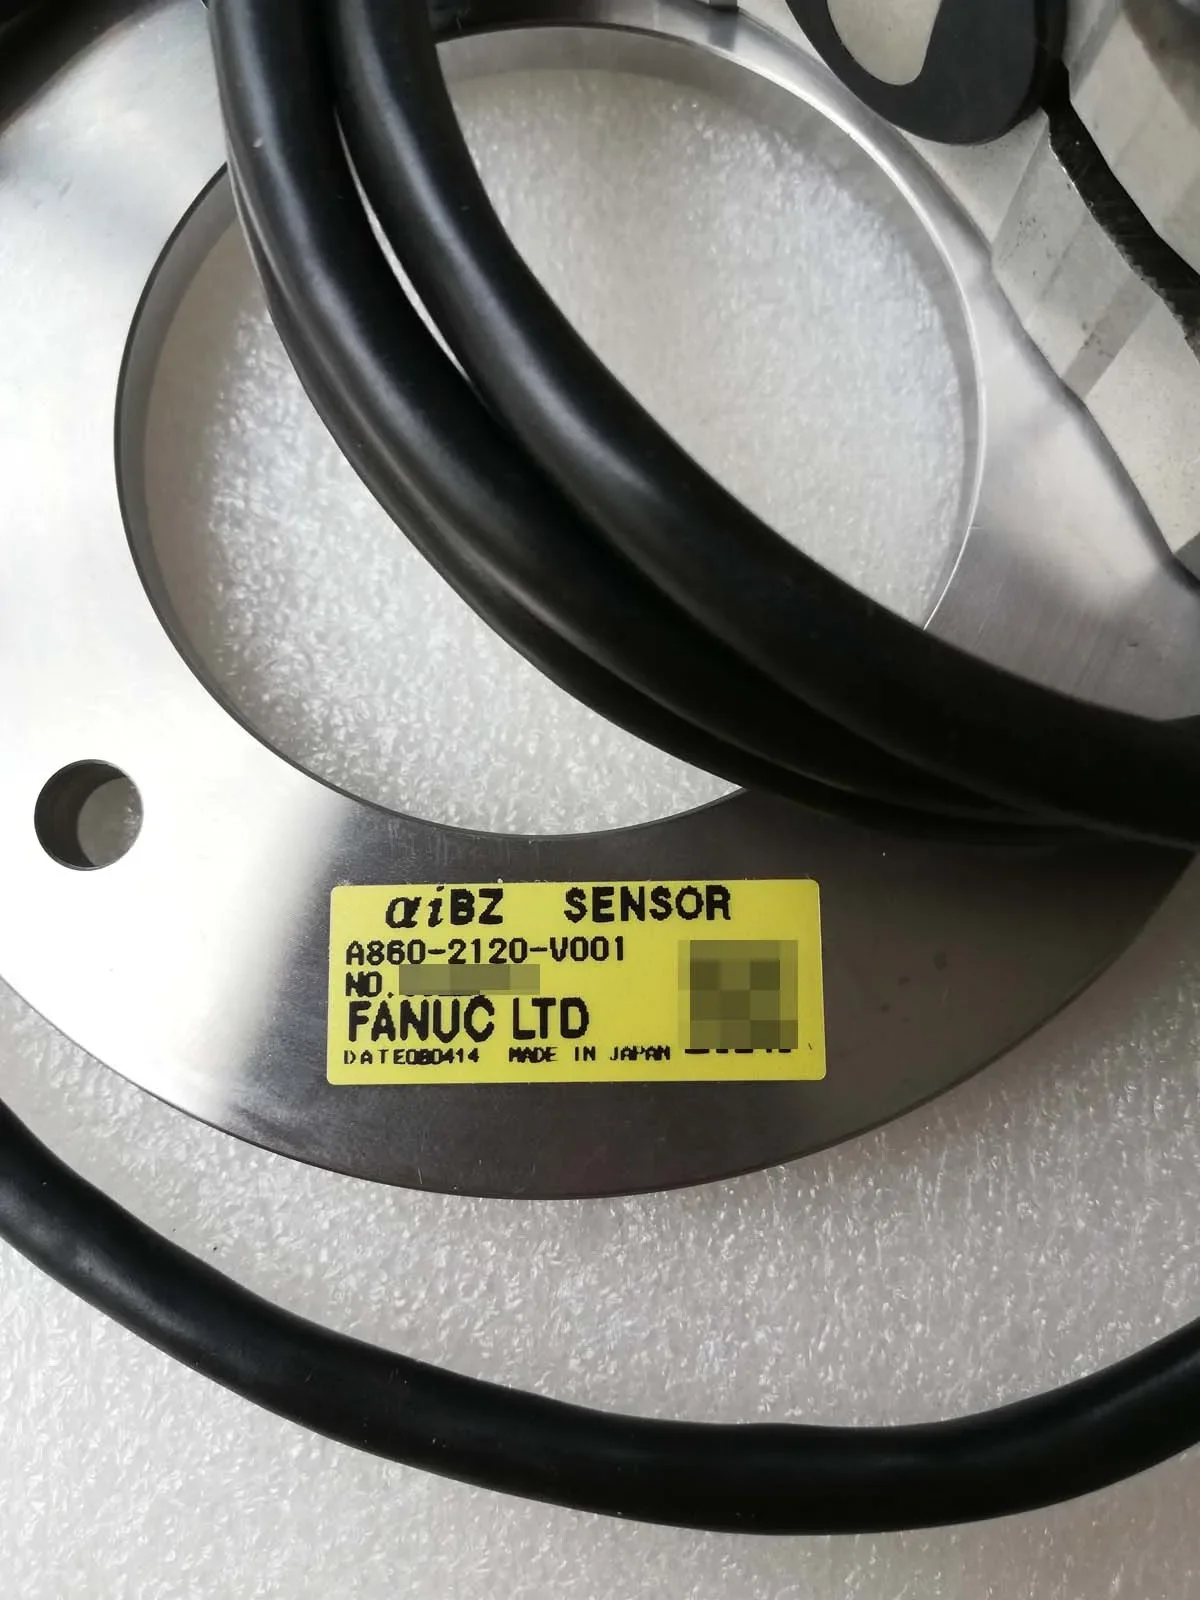 αiBZ SENSOR
A860-2120-V001
NO.
FANUC LTD
DATE080414 MADE IN JAPAN